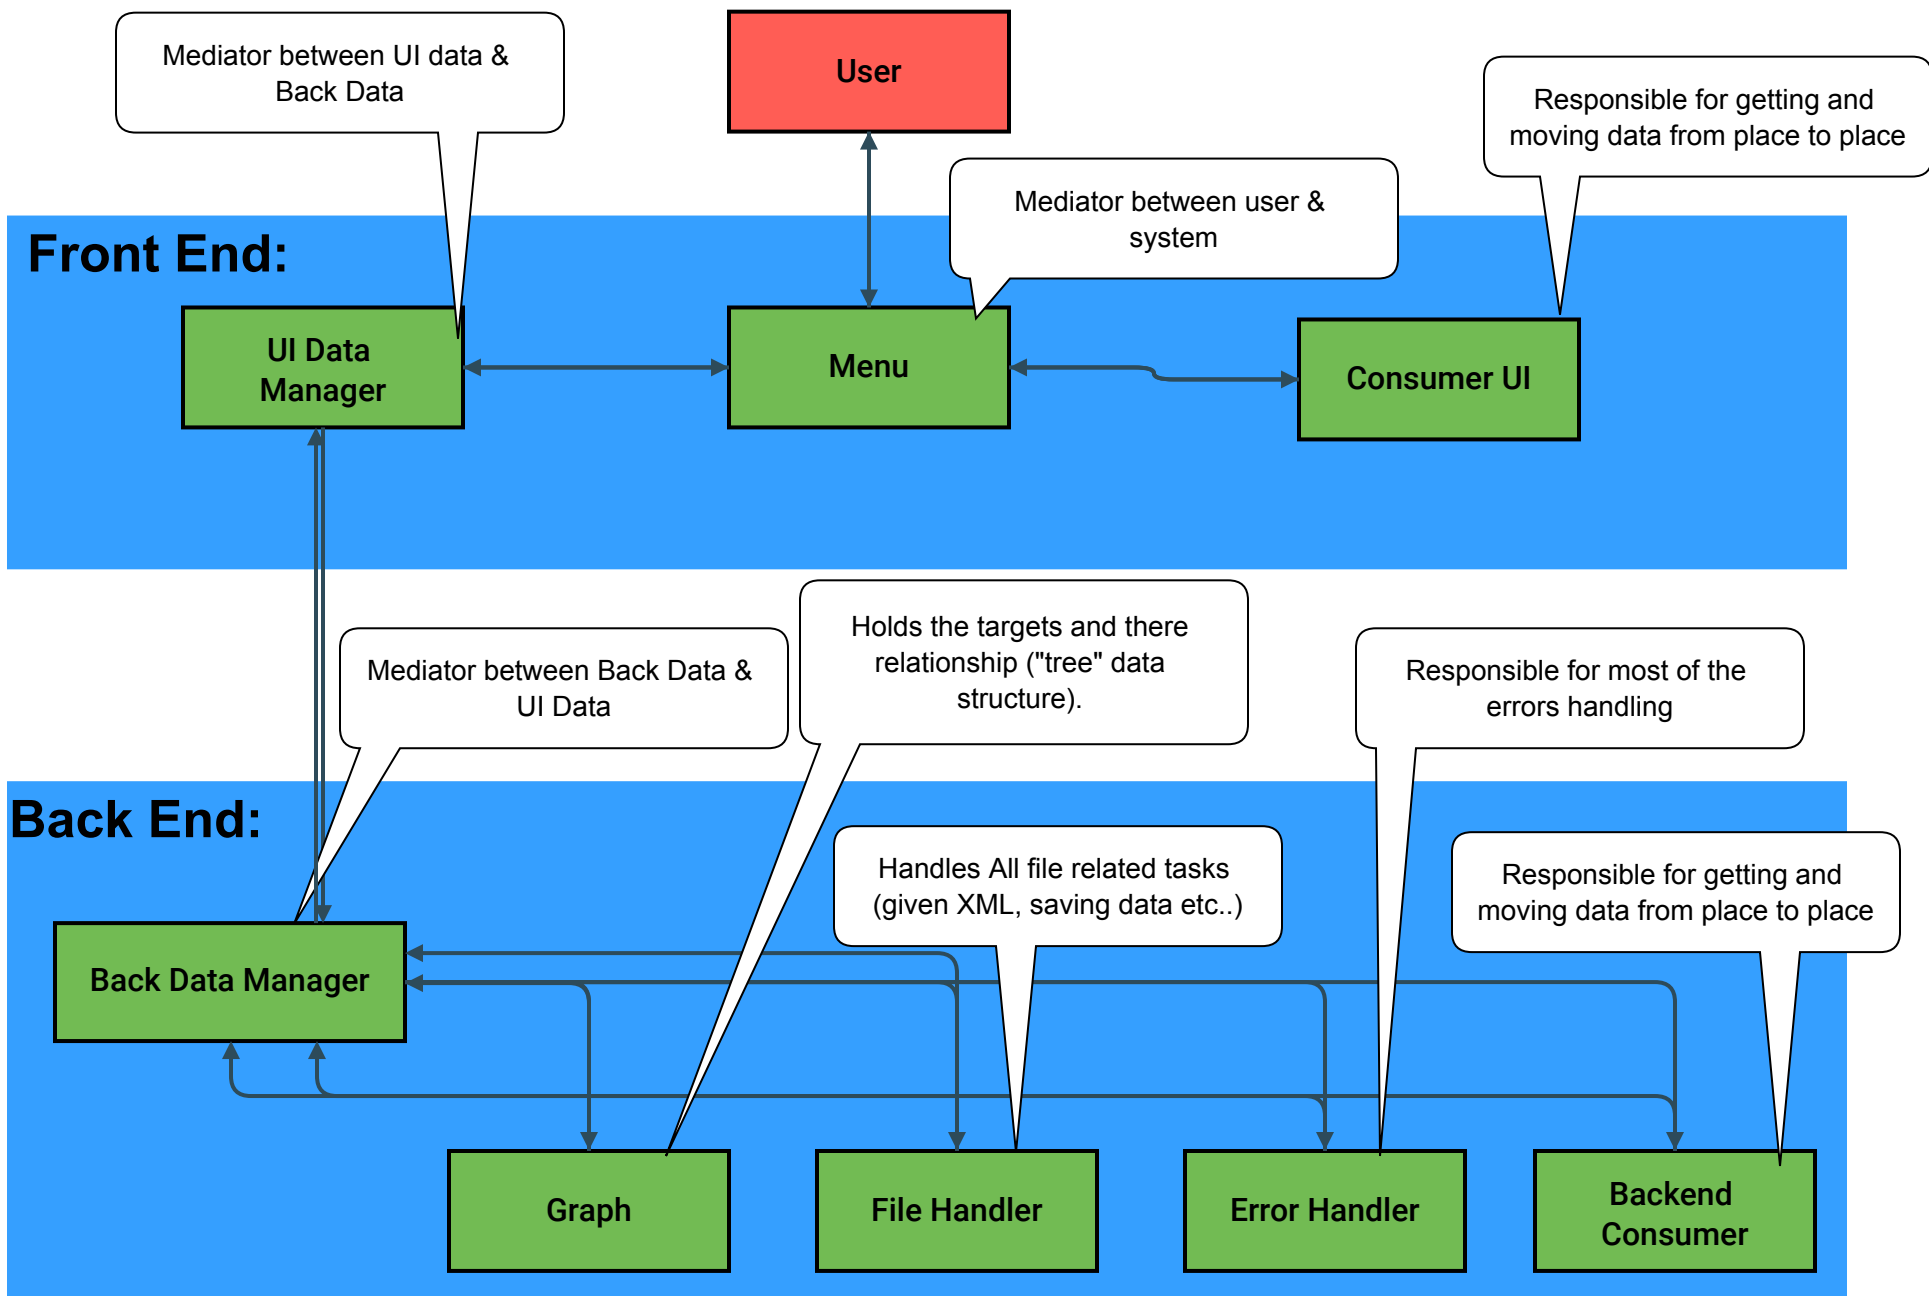 Mediator between UI data &
Back Data
User
Responsible for getting and
moving data from place to place
Mediator between user &
system
Front End:
UI Data
Manager
Menu
Consumer UI
Holds the targets and there
relationship ("tree" data
structure).
Mediator between Back Data &
UI Data
Responsible for most of the
errors handling
Back End:
Handles All file related tasks
(given XML, saving data etc..)
Responsible for getting and
moving data from place to place
Back Data Manager
Graph
File Handler
Error Handler
Backend
Consumer